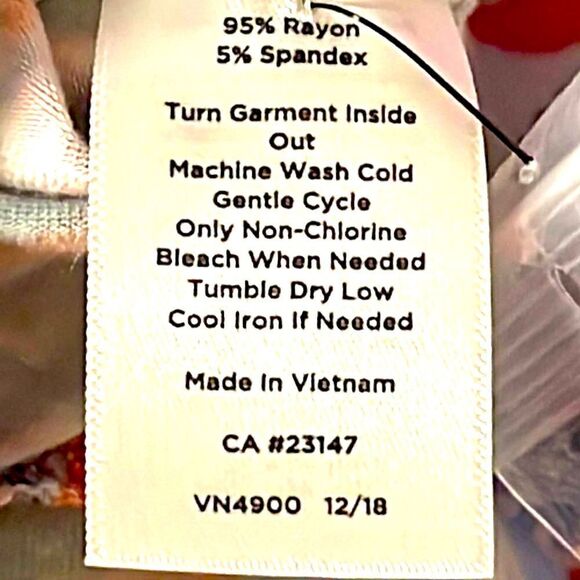 95% Rayon
5% Spandex
Turn Garment Inside
Out
Machine Wash Cold
Gentle Cycle
Only Non-Chlorine
Bleach When Needed
Tumble Dry Low
Cool Iron If Needed
Made In Vietnam
CA #23147
VN4900 12/18